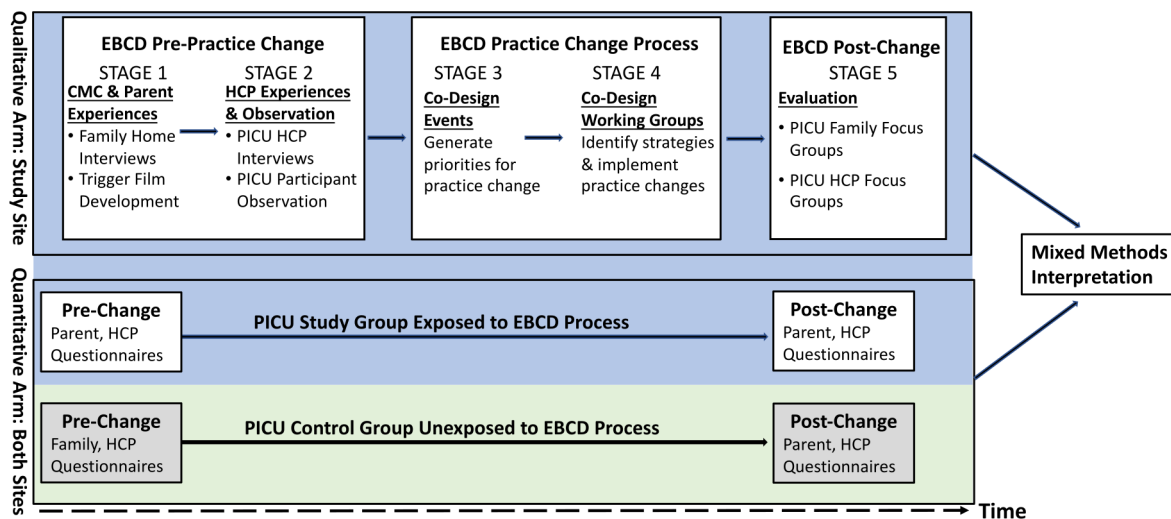 Qualitative Arm: Study Site
EBCD Pre-Practice Change
STAGE 1
CMC & Parent
Experiences
• Family Home
Interviews
• Trigger Film
Development
STAGE 2
HCP Experiences
& Observation
• PICU HCP
Interviews
• PICU Participant
Observation
EBCD Practice Change Process
STAGE 3
Co-Design
Events
Generate
priorities for
practice change
STAGE 4
Co-Design
Working Groups
Identify strategies
& implement
practice changes
EBCD Post-Change
STAGE 5
Evaluation
• PICU Family Focus
Groups
• PICU HCP Focus
Groups
Mixed Methods
Interpretation
Quantitative Arm: Both Sites
Pre-Change
Parent, HCP
Questionnaires
PICU Study Group Exposed to EBCD Process
Post-Change
Parent, HCP
Questionnaires
Pre-Change
Family, HCP
Questionnaires
PICU Control Group Unexposed to EBCD Process
Post-Change
Parent, HCP
Questionnaires
Time